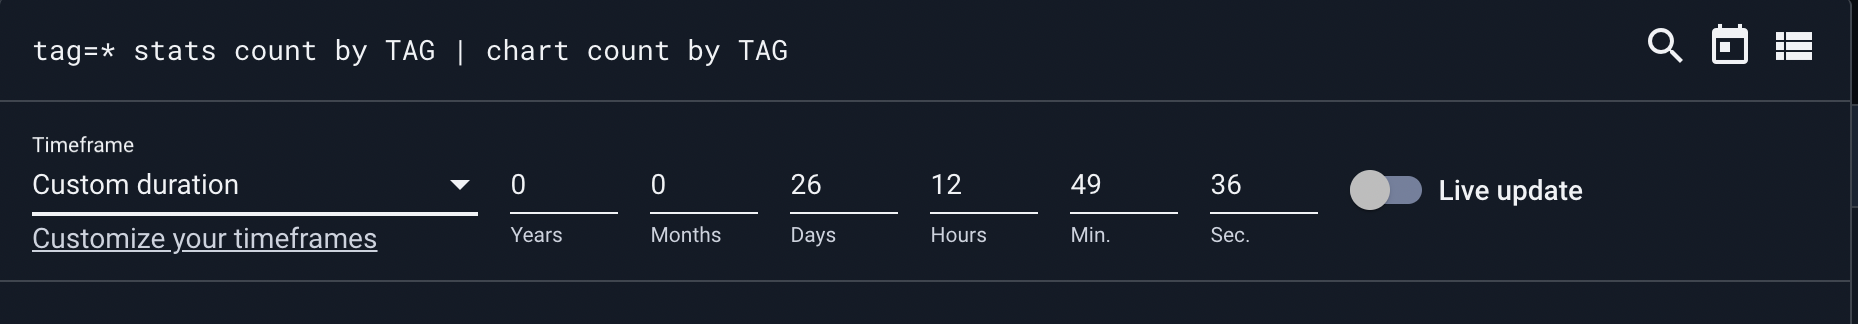 tag=* stats count by TAG | chart count by TAG
Timeframe
Custom duration 0 0 26 12 49 36 Live update
Customize your timeframes Years Months Days Hours Min. Sec.